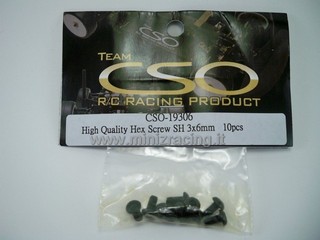 TEAM
CSO
R/C RACING PRODUCT
CSO-19306
High Quality Hex Screw SH 3x6mm 10pcs
www.minizracing.it